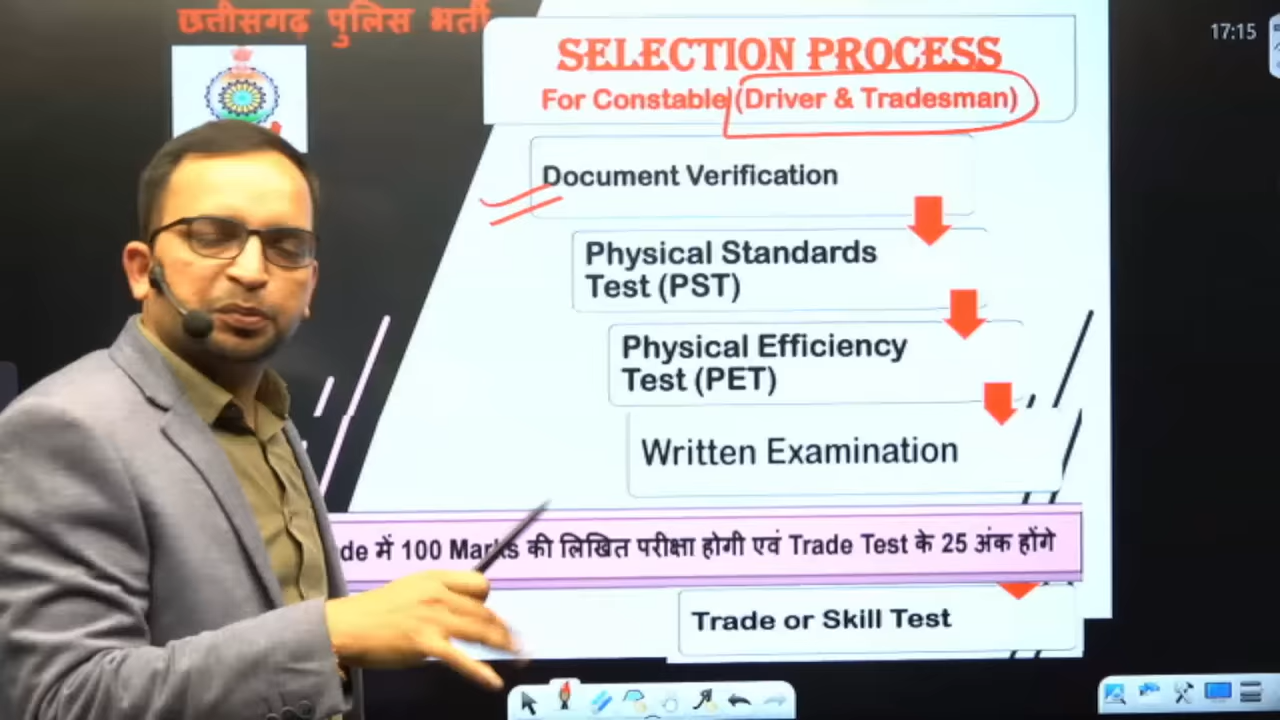 छत्तीसगढ़ पुलिस भर्ती
17:15
SELECTION PROCESS
For Constable (Driver & Tradesman)
Document Verification
Physical Standards
Test (PST)
Physical Efficiency
Test (PET)
Written Examination
में 100 Marks की लिखित परीक्षा होगी एवं Trade Test के 25 अंक होंगे
Trade or Skill Test